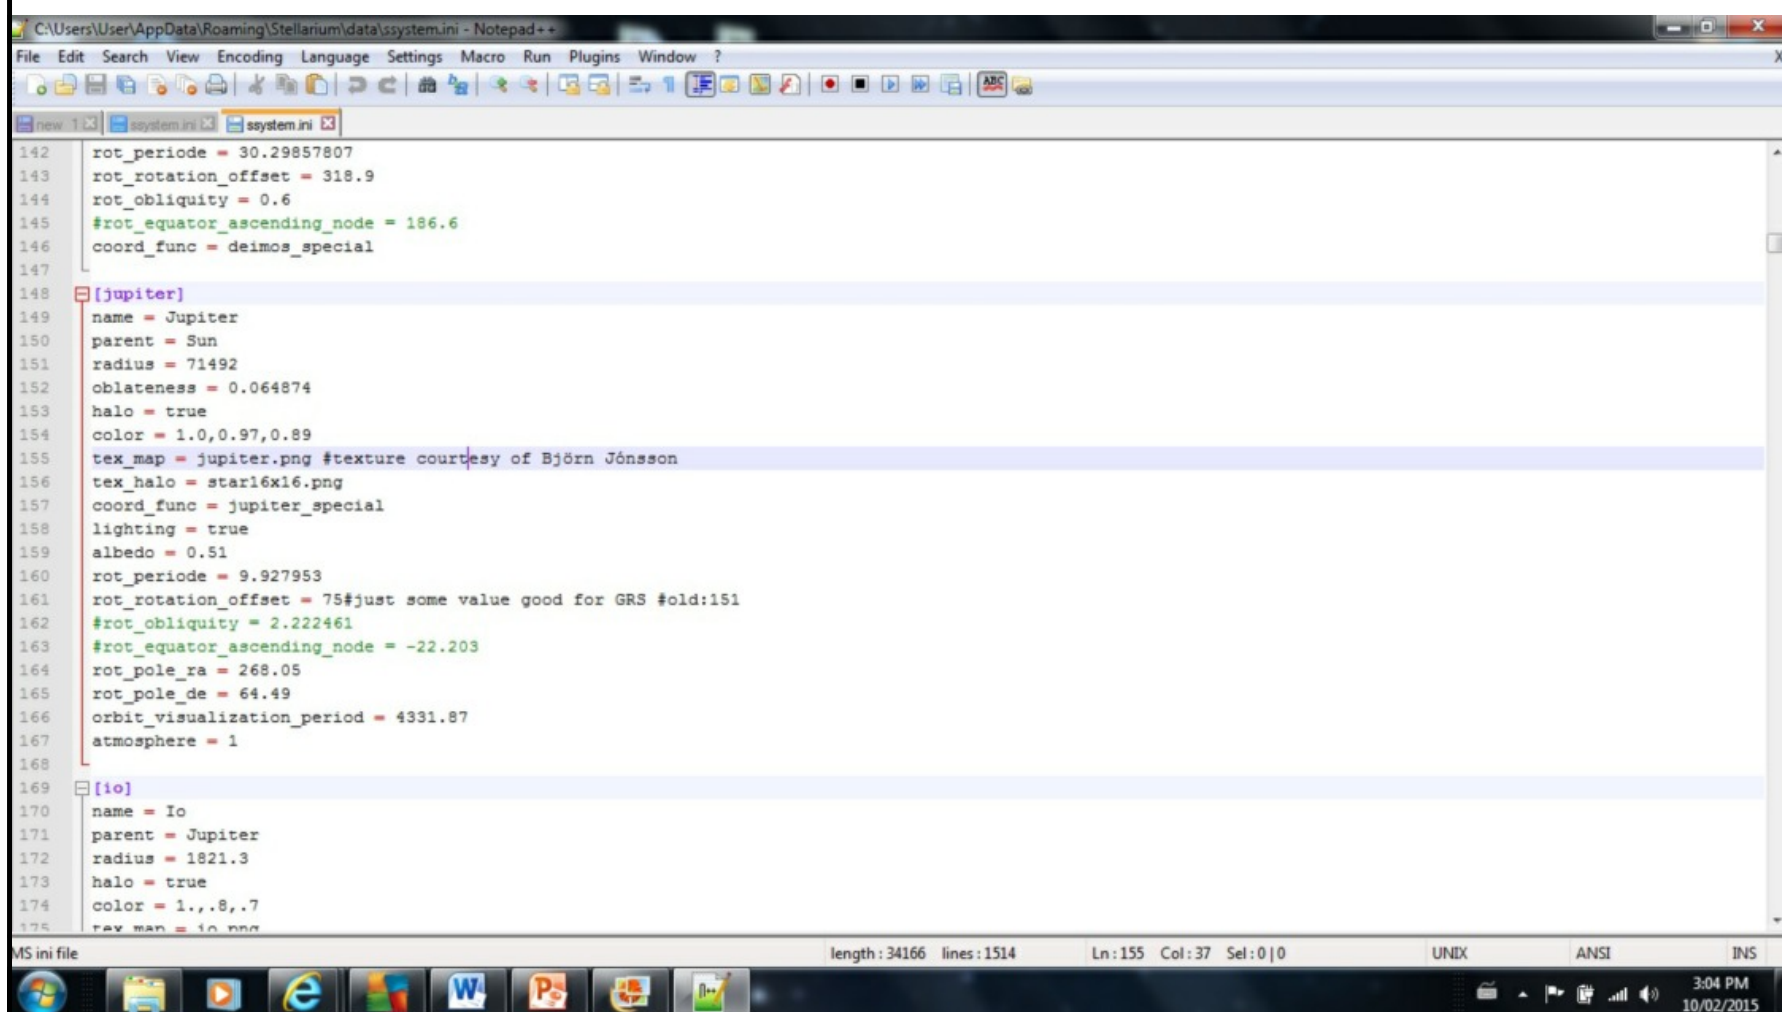 C:\Users\User\AppData\Roaming\Stellarium\data\ssystem.ini - Notepad++
File Edit Search View Encoding Language Settings Macro Run Plugins Window ? X
ABC
new 1 ssystem.ini ssystem.ini
142 rot_periode = 30.29857807
143 rot_rotation_offset = 318.9
144 rot_obliquity = 0.6
145 #rot_equator_ascending_node = 186.6
146 coord_func = deimos_special
147
148 [jupiter]
149 name = Jupiter
150 parent = Sun
151 radius = 71492
152 oblateness = 0.064874
153 halo = true
154 color = 1.0,0.97,0.89
155 tex_map = jupiter.png #texture courtesy of Björn Jónsson
156 tex_halo = star16x16.png
157 coord_func = jupiter_special
158 lighting = true
159 albedo = 0.51
160 rot_periode = 9.927953
161 rot_rotation_offset = 75#just some value good for GRS #old:151
162 #rot_obliquity = 2.222461
163 #rot_equator_ascending_node = -22.203
164 rot_pole_ra = 268.05
165 rot_pole_de = 64.49
166 orbit_visualization_period = 4331.87
167 atmosphere = 1
168
169 [io]
170 name = Io
171 parent = Jupiter
172 radius = 1821.3
173 halo = true
174 color = 1.,.8,.7
175 tex_map = io.png
MS ini file length : 34166 lines : 1514 Ln : 155 Col : 37 Sel : 0 | 0 UNIX ANSI INS
3:04 PM
10/02/2015